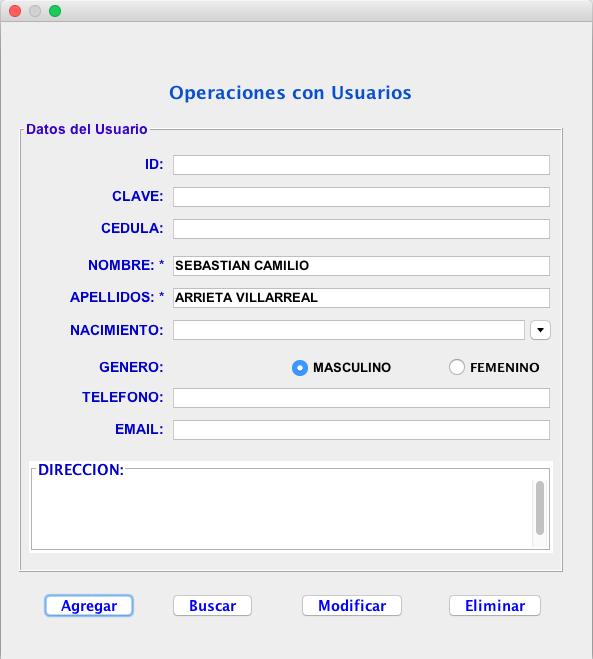 Operaciones con Usuarios
Datos del Usuario
ID:
CLAVE:
CEDULA:
NOMBRE: * SEBASTIAN CAMILIO
APELLIDOS: * ARRIETA VILLARREAL
NACIMIENTO:
GENERO: MASCULINO FEMENINO
TELEFONO:
EMAIL:
DIRECCION:
Agregar Buscar Modificar Eliminar